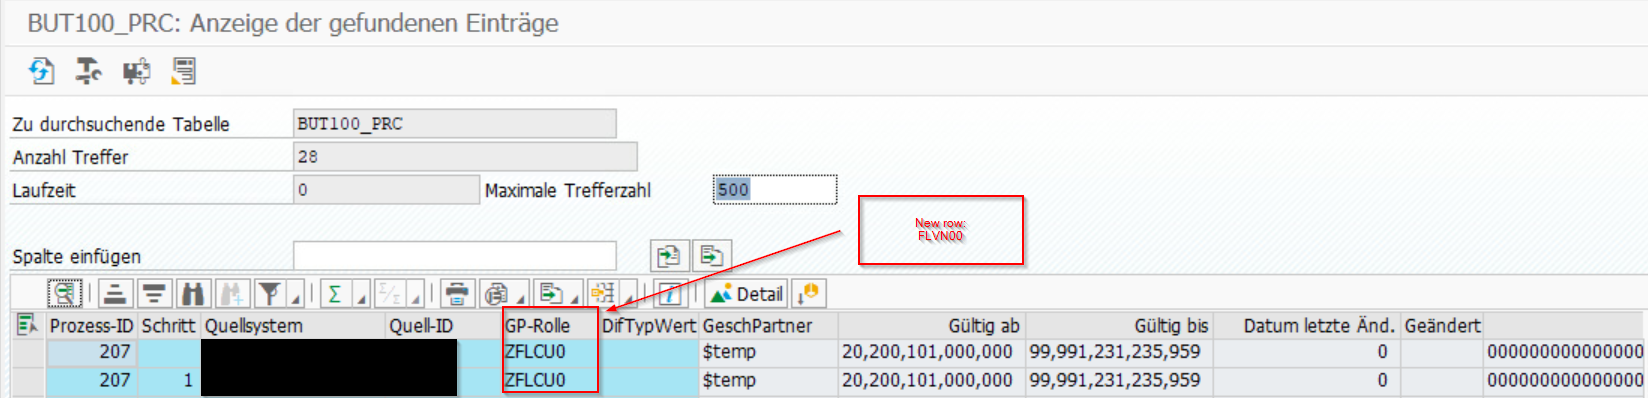 BUT100_PRC: Anzeige der gefundenen Einträge
Zu durchsuchende Tabelle BUT100_PRC
Anzahl Treffer 28
Laufzeit 0 Maximale Trefferzahl 500
New row:
FLVN00
Spalte einfügen
Detail
Prozess-ID Schritt Quellsystem Quell-ID GP-Rolle DifTypWert GeschPartner Gültig ab Gültig bis Datum letzte Änd. Geändert
207 ZFLCU0 $temp 20,200,101,000,000 99,991,231,235,959 0 000000000000000
207 1 ZFLCU0 $temp 20,200,101,000,000 99,991,231,235,959 0 000000000000000